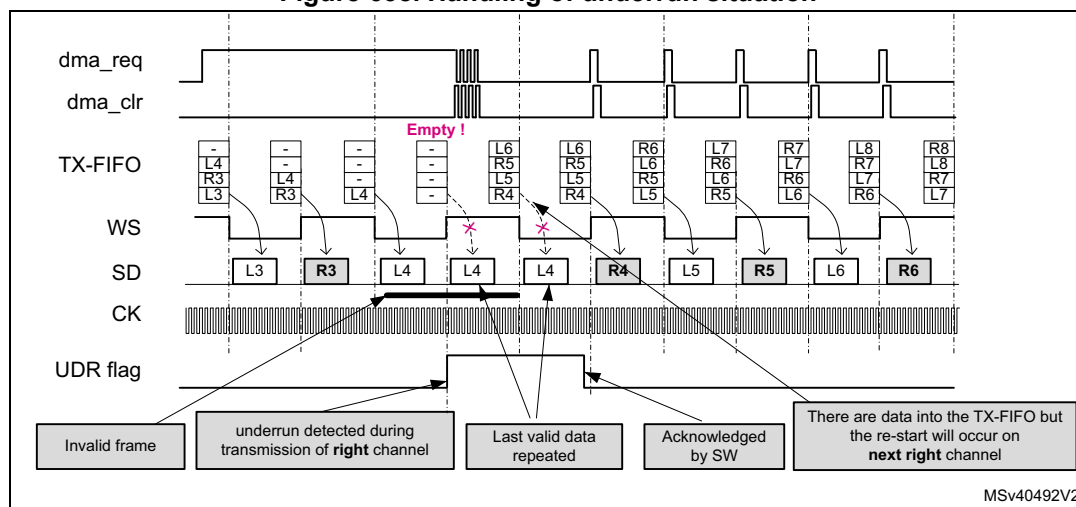 Figure Handling of underrun situation
dma_req
dma_clr
Empty !
- - - - L6 L6 R6 L7 R7 L8 R8
TX-FIFO
L4 - - - R5 R5 L6 R6 L7 R7 L8
R3 L4 - - L5 L5 R5 L6 R6 L7 R7
L3 R3 L4 - R4 R4 L5 R5 L6 R6 L7
WS
SD L3 R3 L4 L4 L4 R4 L5 R5 L6 R6
CK
UDR flag
Invalid frame
underrun detected during
transmission of right channel
Last valid data
repeated
Acknowledged
by SW
There are data into the TX-FIFO but
the re-start will occur on
next right channel
MSv40492V2